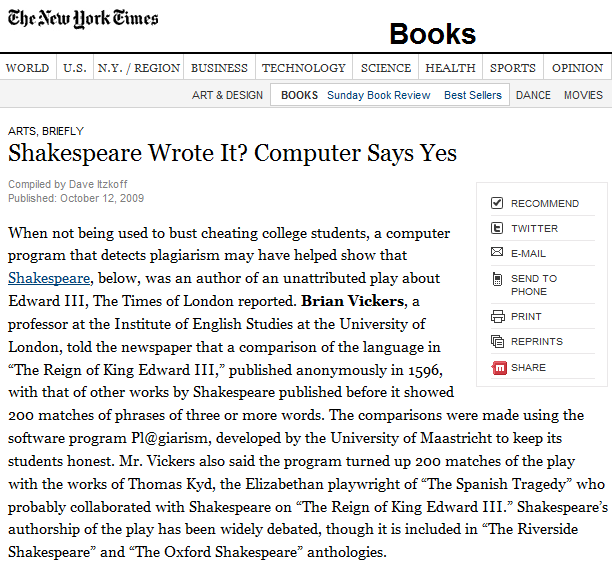 The New York Times
Books
WORLD U.S. N.Y. / REGION BUSINESS TECHNOLOGY SCIENCE HEALTH SPORTS OPINION
ART & DESIGN BOOKS Sunday Book Review Best Sellers DANCE MOVIES
ARTS, BRIEFLY
Shakespeare Wrote It? Computer Says Yes
Compiled by Dave Itzkoff
Published: October 12, 2009
RECOMMEND
TWITTER
E-MAIL
SEND TO
PHONE
PRINT
REPRINTS
SHARE
When not being used to bust cheating college students, a computer
program that detects plagiarism may have helped show that
Shakespeare, below, was an author of an unattributed play about
Edward III, The Times of London reported. Brian Vickers, a
professor at the Institute of English Studies at the University of
London, told the newspaper that a comparison of the language in
“The Reign of King Edward III,” published anonymously in 1596,
with that of other works by Shakespeare published before it showed
200 matches of phrases of three or more words. The comparisons were made using the
software program Pl@giarism, developed by the University of Maastricht to keep its
students honest. Mr. Vickers also said the program turned up 200 matches of the play
with the works of Thomas Kyd, the Elizabethan playwright of “The Spanish Tragedy” who
probably collaborated with Shakespeare on “The Reign of King Edward III.” Shakespeare’s
authorship of the play has been widely debated, though it is included in “The Riverside
Shakespeare” and “The Oxford Shakespeare” anthologies.